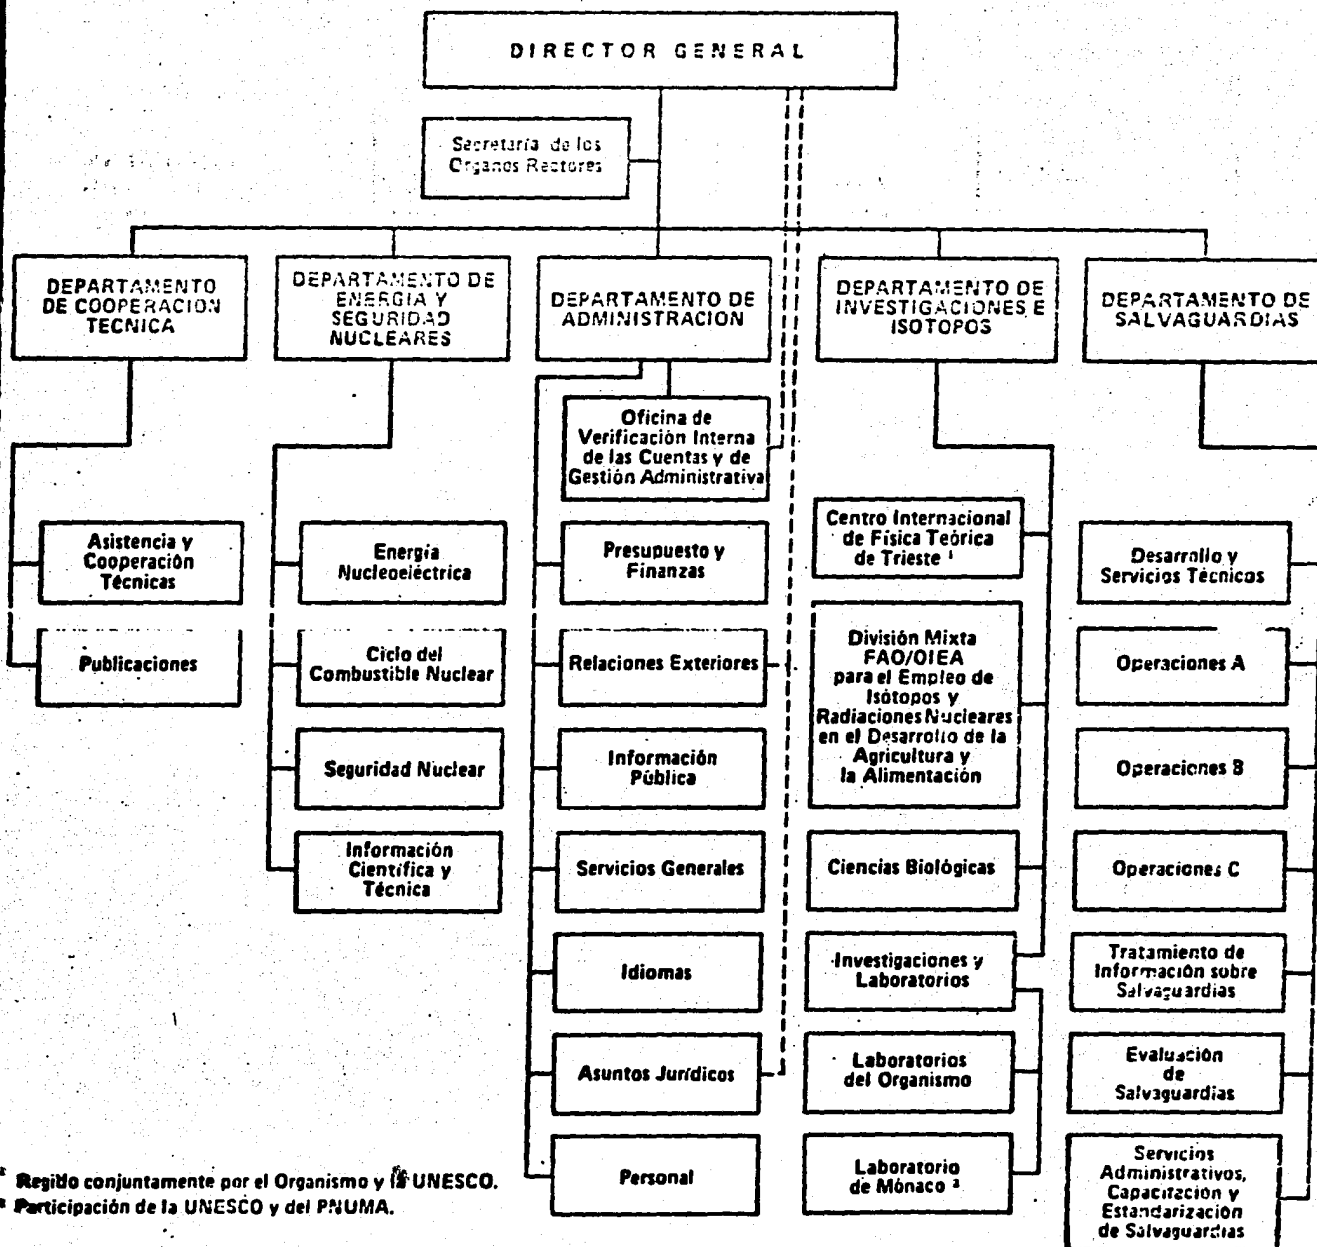 DIRECTOR GENERAL
Secretaría de los
Organos Rectores
DEPARTAMENTO
DE COOPERACION
TECNICA
DEPARTAMENTO DE
ENERGIA Y
SEGURIDAD
NUCLEARES
DEPARTAMENTO DE
ADMINISTRACION
DEPARTAMENTO DE
INVESTIGACIONES E
ISOTOPOS
DEPARTAMENTO DE
SALVAGUARDIAS
Asistencia y
Cooperación
Técnicas
Publicaciones
Energía
Nucleoeléctrica
Ciclo del
Combustible Nuclear
Seguridad Nuclear
Información
Científica y
Técnica
Oficina de
Verificación Interna
de las Cuentas y de
Gestión Administrativa
Presupuesto y
Finanzas
Relaciones Exteriores
Información
Pública
Servicios Generales
Idiomas
Asuntos Jurídicos
Personal
Centro Internacional
de Física Teórica
de Trieste ¹
División Mixta
FAO/OIEA
para el Empleo de
Isótopos y
Radiaciones Nucleares
en el Desarrollo de la
Agricultura y
la Alimentación
Ciencias Biológicas
Investigaciones y
Laboratorios
Laboratorios
del Organismo
Laboratorio
de Mónaco ²
Desarrollo y
Servicios Técnicos
Operaciones A
Operaciones B
Operaciones C
Tratamiento de
Información sobre
Salvaguardias
Evaluación
de
Salvaguardias
Servicios
Administrativos,
Capacitación y
Estandarización
de Salvaguardias
¹ Regido conjuntamente por el Organismo y la UNESCO.
² Participación de la UNESCO y del PNUMA.